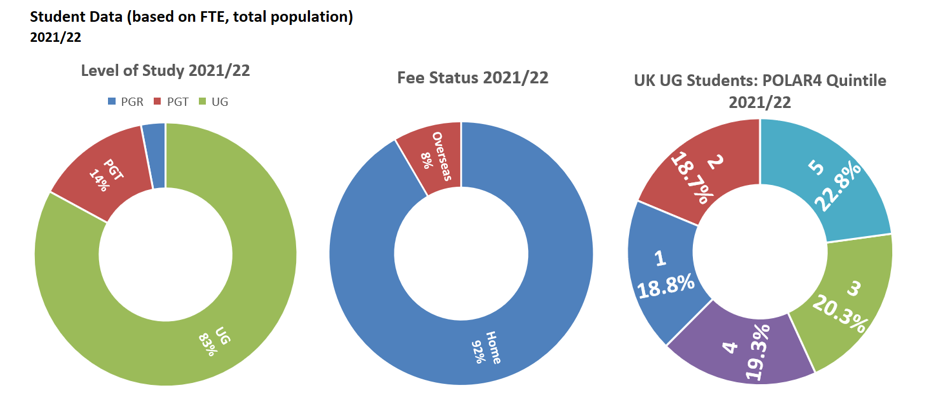 Student Data (based on FTE, total population)
2021/22
Level of Study 2021/22
PGR PGT UG
PGT
14%
UG
83%
Fee Status 2021/22
Overseas
8%
Home
92%
UK UG Students: POLAR4 Quintile
2021/22
5
22.8%
3
20.3%
4
19.3%
1
18.8%
2
18.7%